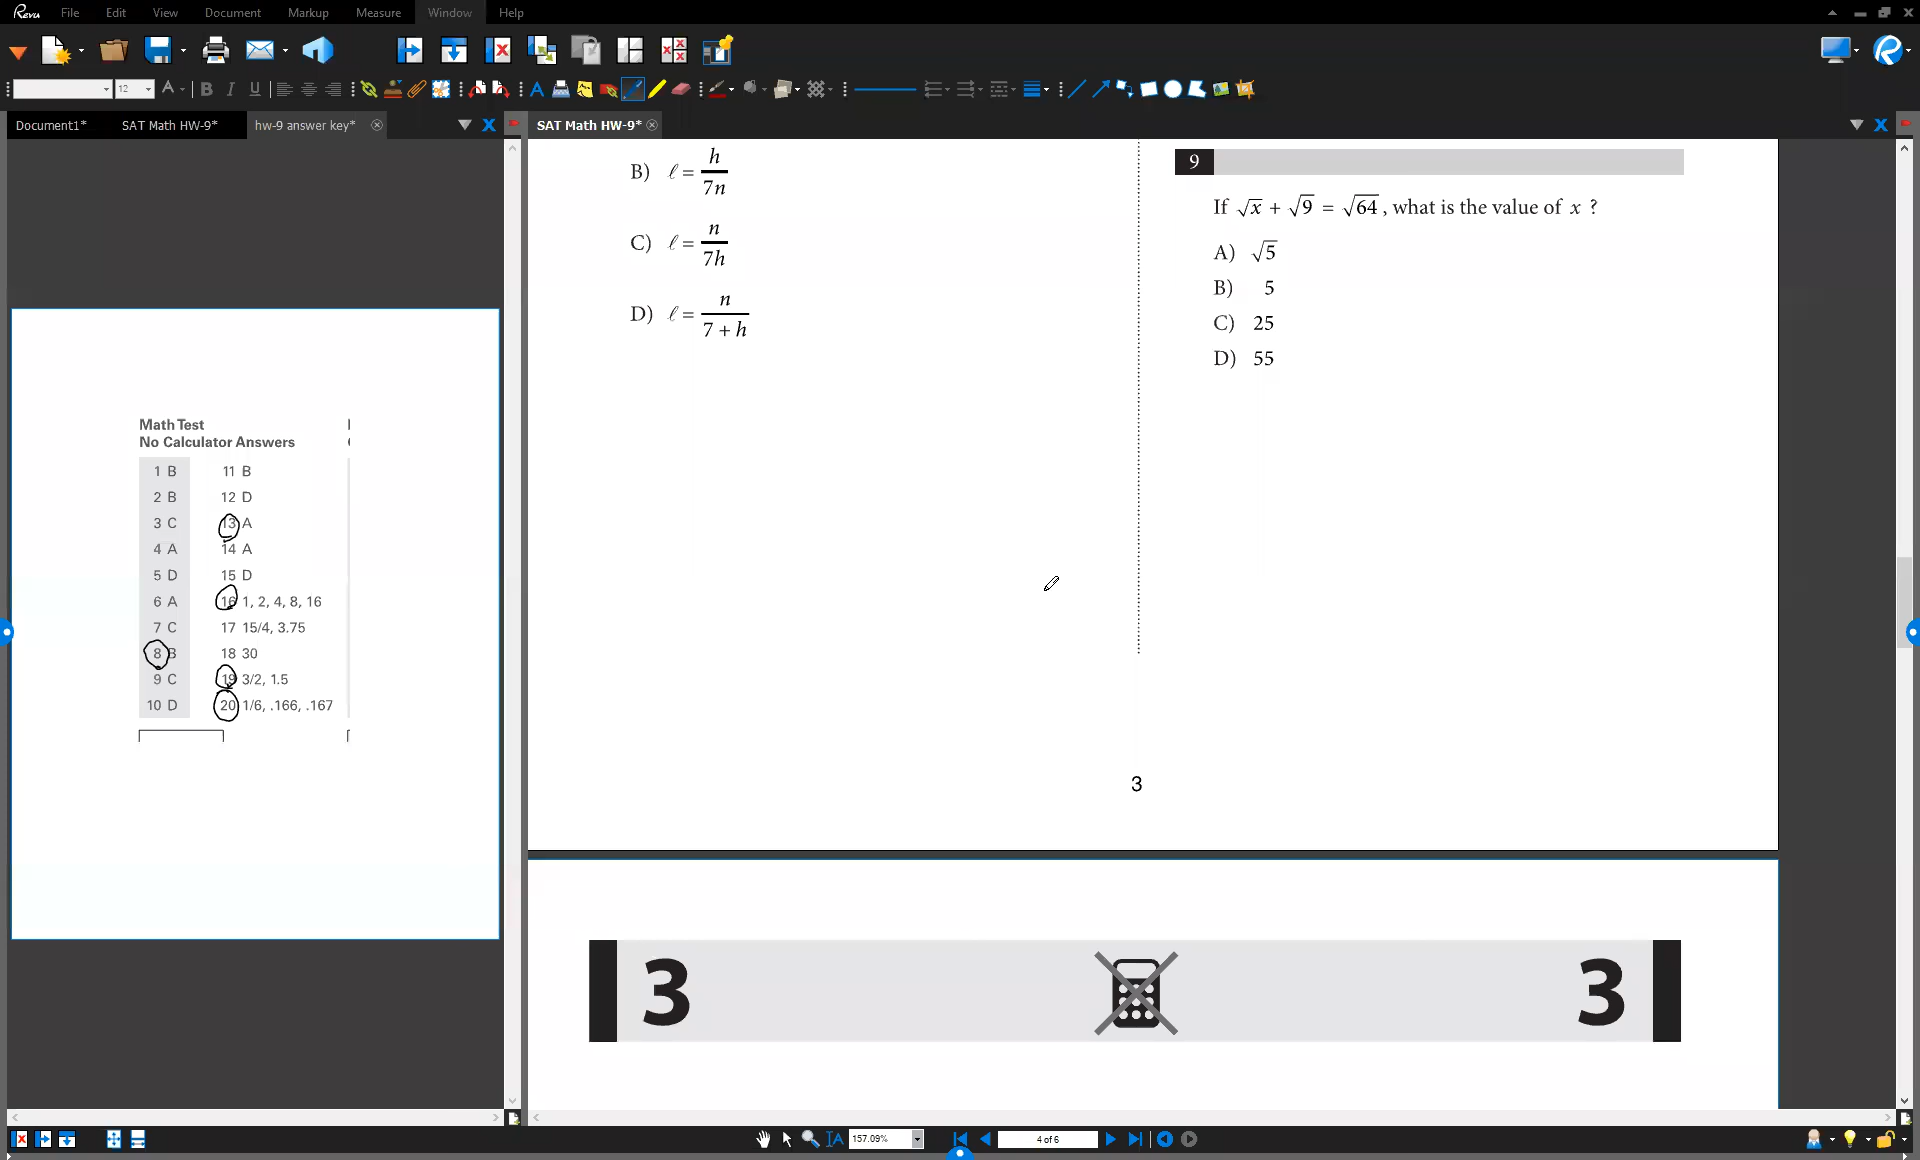 Revu File Edit View Document Markup Measure Window Help
12 A B I U
Document1* SAT Math HW-9* hw-9 answer key*
SAT Math HW-9*
Math Test
No Calculator Answers
1 B
2 B
3 C
4 A
5 D
6 A
7 C
8 B
9 C
10 D
11 B
12 D
13 A
14 A
15 D
16 1, 2, 4, 8, 16
17 15/4, 3.75
18 30
19 3/2, 1.5
20 1/6, .166, .167
B) ℓ = h/7n
C) ℓ = n/7h
D) ℓ = n/(7 + h)
9
If √x + √9 = √64, what is the value of x ?
A) √5
B) 5
C) 25
D) 55
3
3 3
157.09% 4 of 6